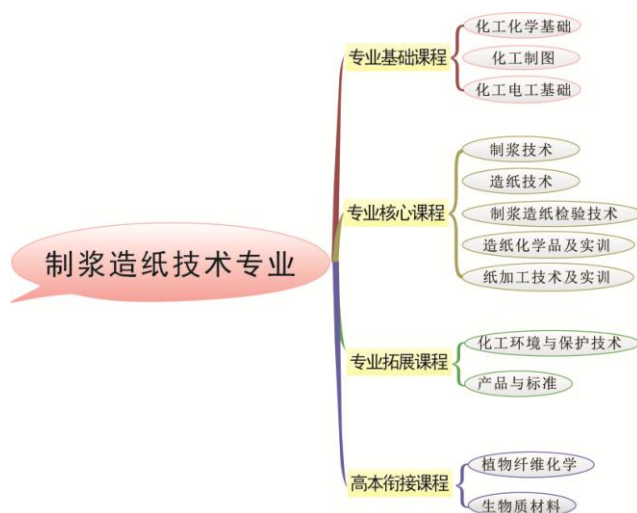 制浆造纸技术专业
专业基础课程
化工化学基础
化工制图
化工电工基础
专业核心课程
制浆技术
造纸技术
制浆造纸检验技术
造纸化学品及实训
纸加工技术及实训
专业拓展课程
化工环境与保护技术
产品与标准
高本衔接课程
植物纤维化学
生物质材料